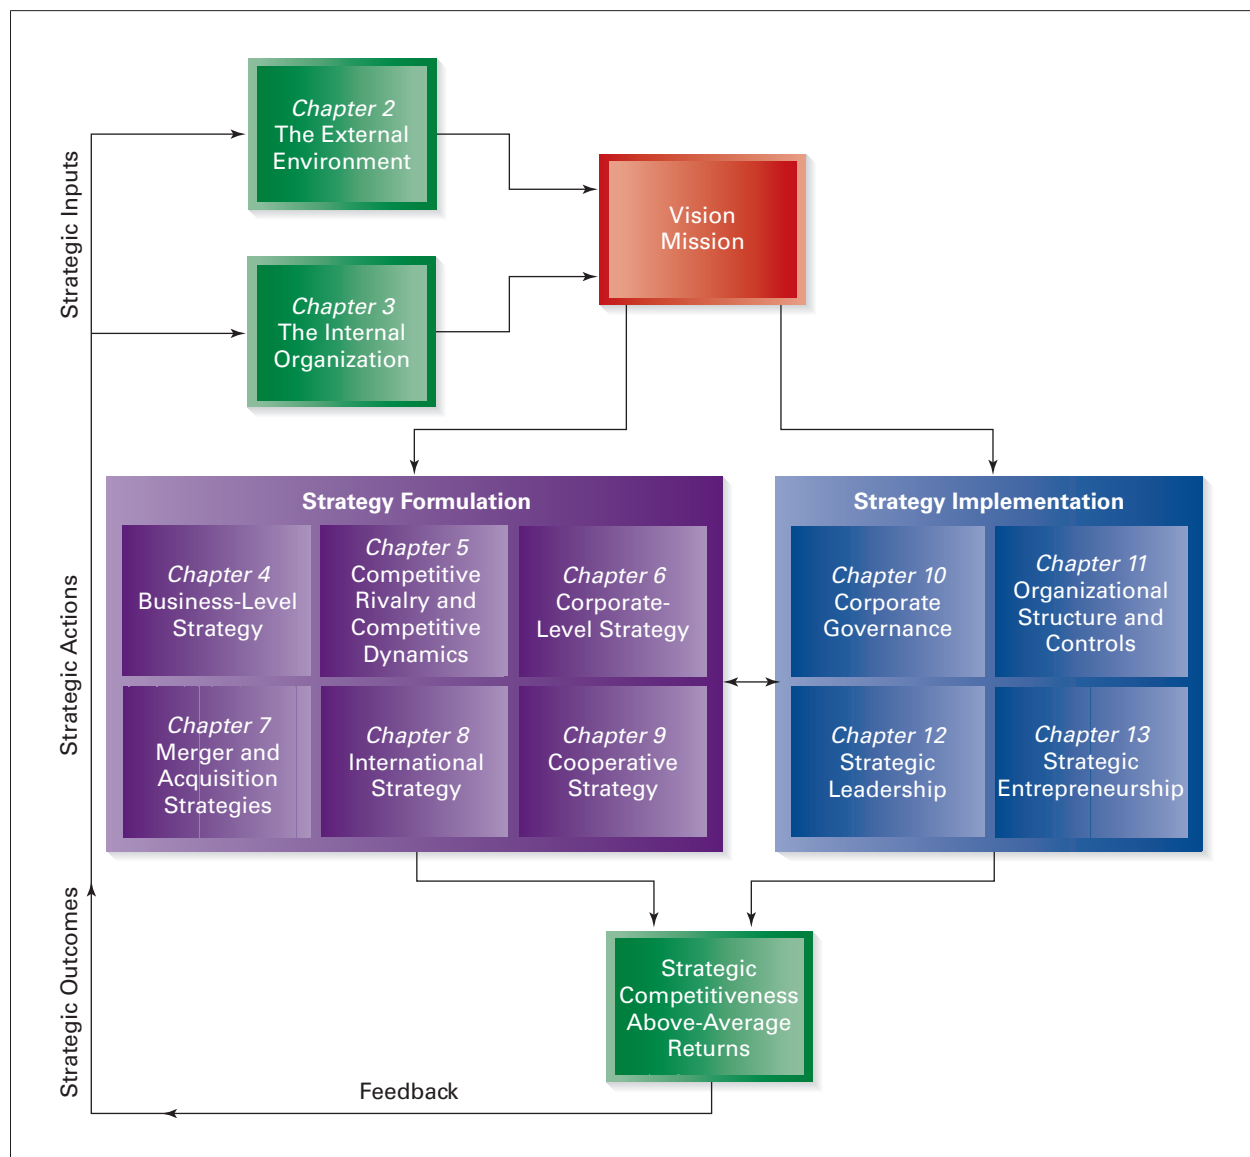 Strategic Inputs
Chapter 2
The External
Environment
Vision
Mission
Chapter 3
The Internal
Organization
Strategic Actions
Strategy Formulation
Chapter 4
Business-Level
Strategy
Chapter 5
Competitive
Rivalry and
Competitive
Dynamics
Chapter 6
Corporate-
Level Strategy
Chapter 7
Merger and
Acquisition
Strategies
Chapter 8
International
Strategy
Chapter 9
Cooperative
Strategy
Strategy Implementation
Chapter 10
Corporate
Governance
Chapter 11
Organizational
Structure and
Controls
Chapter 12
Strategic
Leadership
Chapter 13
Strategic
Entrepreneurship
Strategic Outcomes
Strategic
Competitiveness
Above-Average
Returns
Feedback